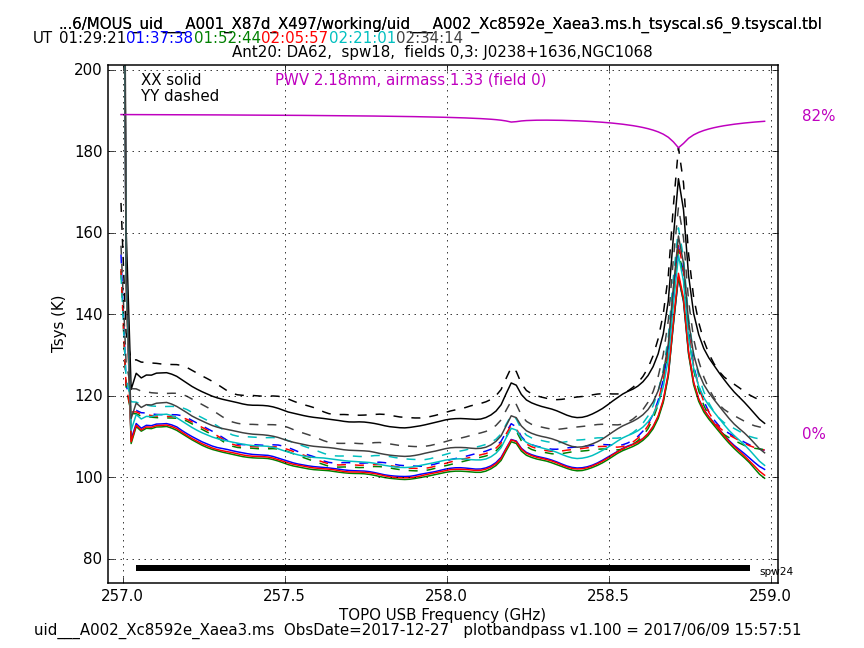 ...6/MOUS_uid___A001_X87d_X497/working/uid___A002_Xc8592e_Xaea3.ms.h_tsyscal.s6_9.tsyscal.tbl
UT 01:29:21 01:37:38 01:52:44 02:05:57 02:21:01 02:34:14
Ant20: DA62, spw18, fields 0,3: J0238+1636,NGC1068
XX solid
YY dashed
PWV 2.18mm, airmass 1.33 (field 0)
82%
0%
Tsys (K)
200
180
160
140
120
100
80
spw24
257.0 257.5 258.0 258.5 259.0
TOPO USB Frequency (GHz)
uid___A002_Xc8592e_Xaea3.ms ObsDate=2017-12-27 plotbandpass v1.100 = 2017/06/09 15:57:51